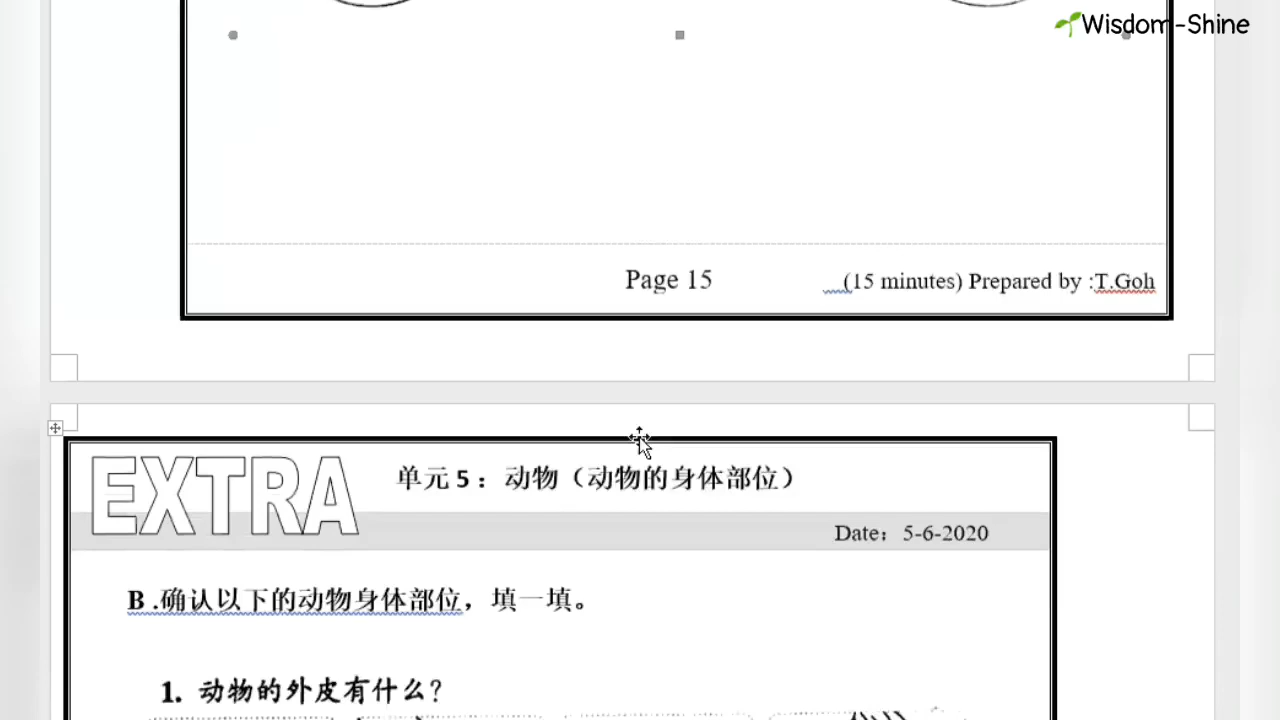 Wisdom-Shine
Page 15
(15 minutes) Prepared by :T.Goh
EXTRA
单元 5 ：动物（动物的身体部位）
Date：5-6-2020
B .确认以下的动物身体部位，填一填。
1. 动物的外皮有什么？